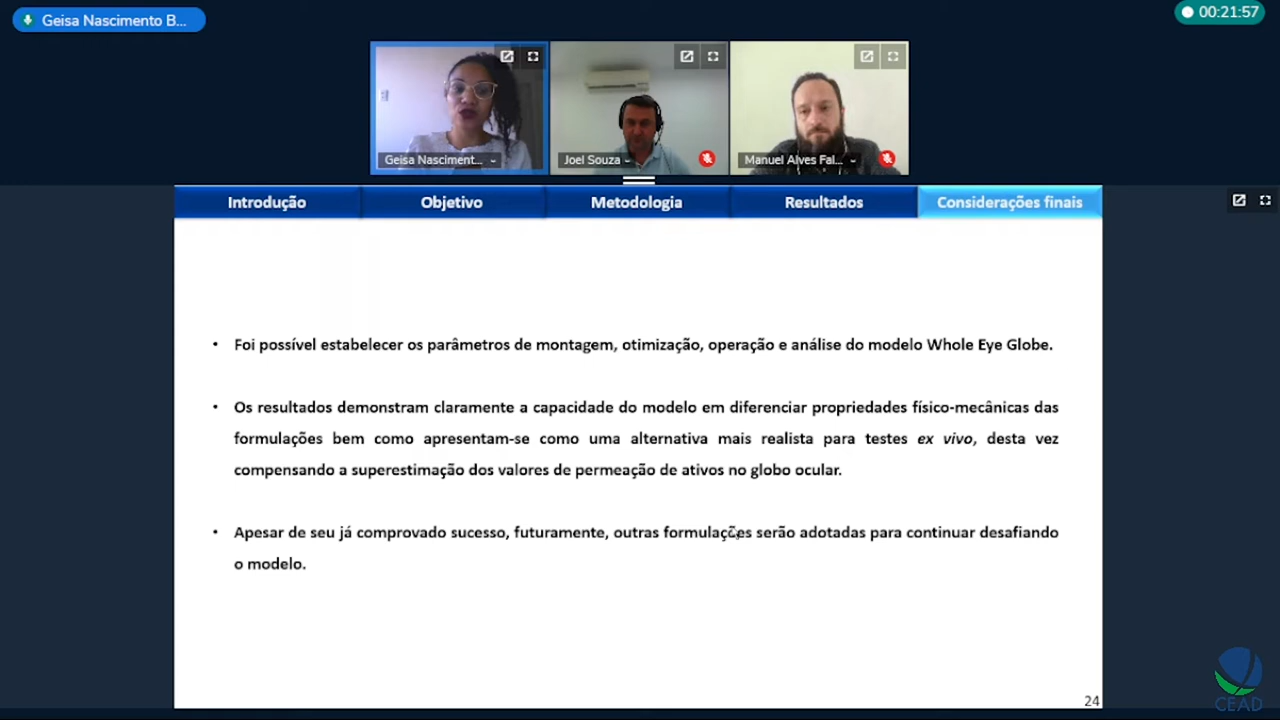 Geisa Nascimento B...
00:21:57
Geisa Nasciment...
Joel Souza
Manuel Alves Fal...
Introdução
Objetivo
Metodologia
Resultados
Considerações finais
• Foi possível estabelecer os parâmetros de montagem, otimização, operação e análise do modelo Whole Eye Globe.
• Os resultados demonstram claramente a capacidade do modelo em diferenciar propriedades físico-mecânicas das
formulações bem como apresentam-se como uma alternativa mais realista para testes ex vivo, desta vez
compensando a superestimação dos valores de permeação de ativos no globo ocular.
• Apesar de seu já comprovado sucesso, futuramente, outras formulações serão adotadas para continuar desafiando
o modelo.
24
CEAD